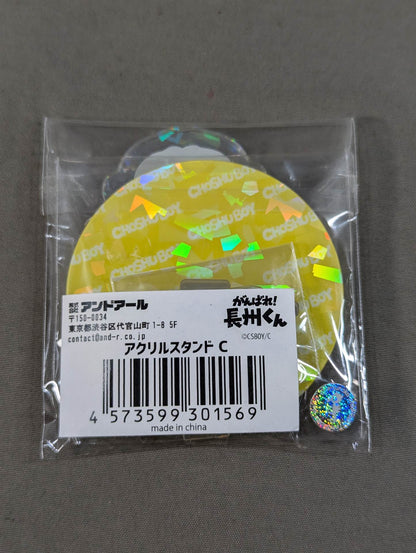 CHOSHU BOY
CHOSHU BOY
CHOSHU BOY
CHOSHU BOY
株式会社 アンドアール
〒150-0034
東京都渋谷区代官山町1-8 5F
contact@and-r.co.jp
がんばれ!
長州くん
©CSBOY/C
アクリルスタンド C
4 573599 301569
made in china